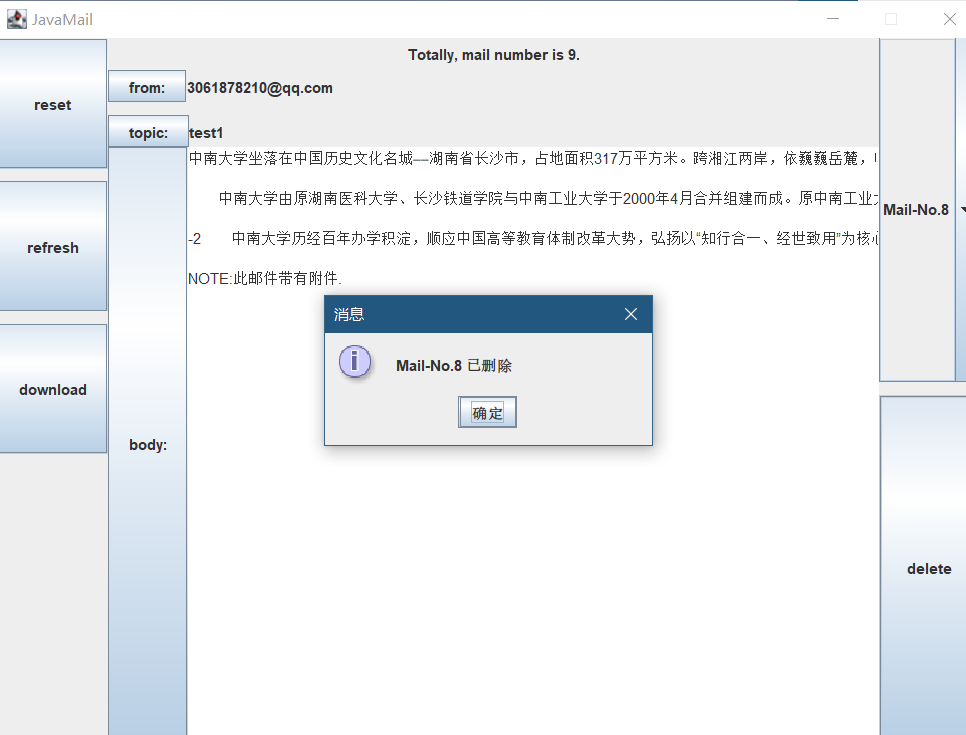 JavaMail
Totally, mail number is 9.
reset
from:
3061878210@qq.com
topic:
test1
中南大学坐落在中国历史文化名城—湖南省长沙市，占地面积317万平方米。跨湘江两岸，依巍巍岳麓，
中南大学由原湖南医科大学、长沙铁道学院与中南工业大学于2000年4月合并组建而成。原中南工业
-2 中南大学历经百年办学积淀，顺应中国高等教育体制改革大势，弘扬以“知行合一、经世致用”为核
NOTE:此邮件带有附件.
Mail-No.8
refresh
消息
Mail-No.8 已删除
确定
download
body:
delete